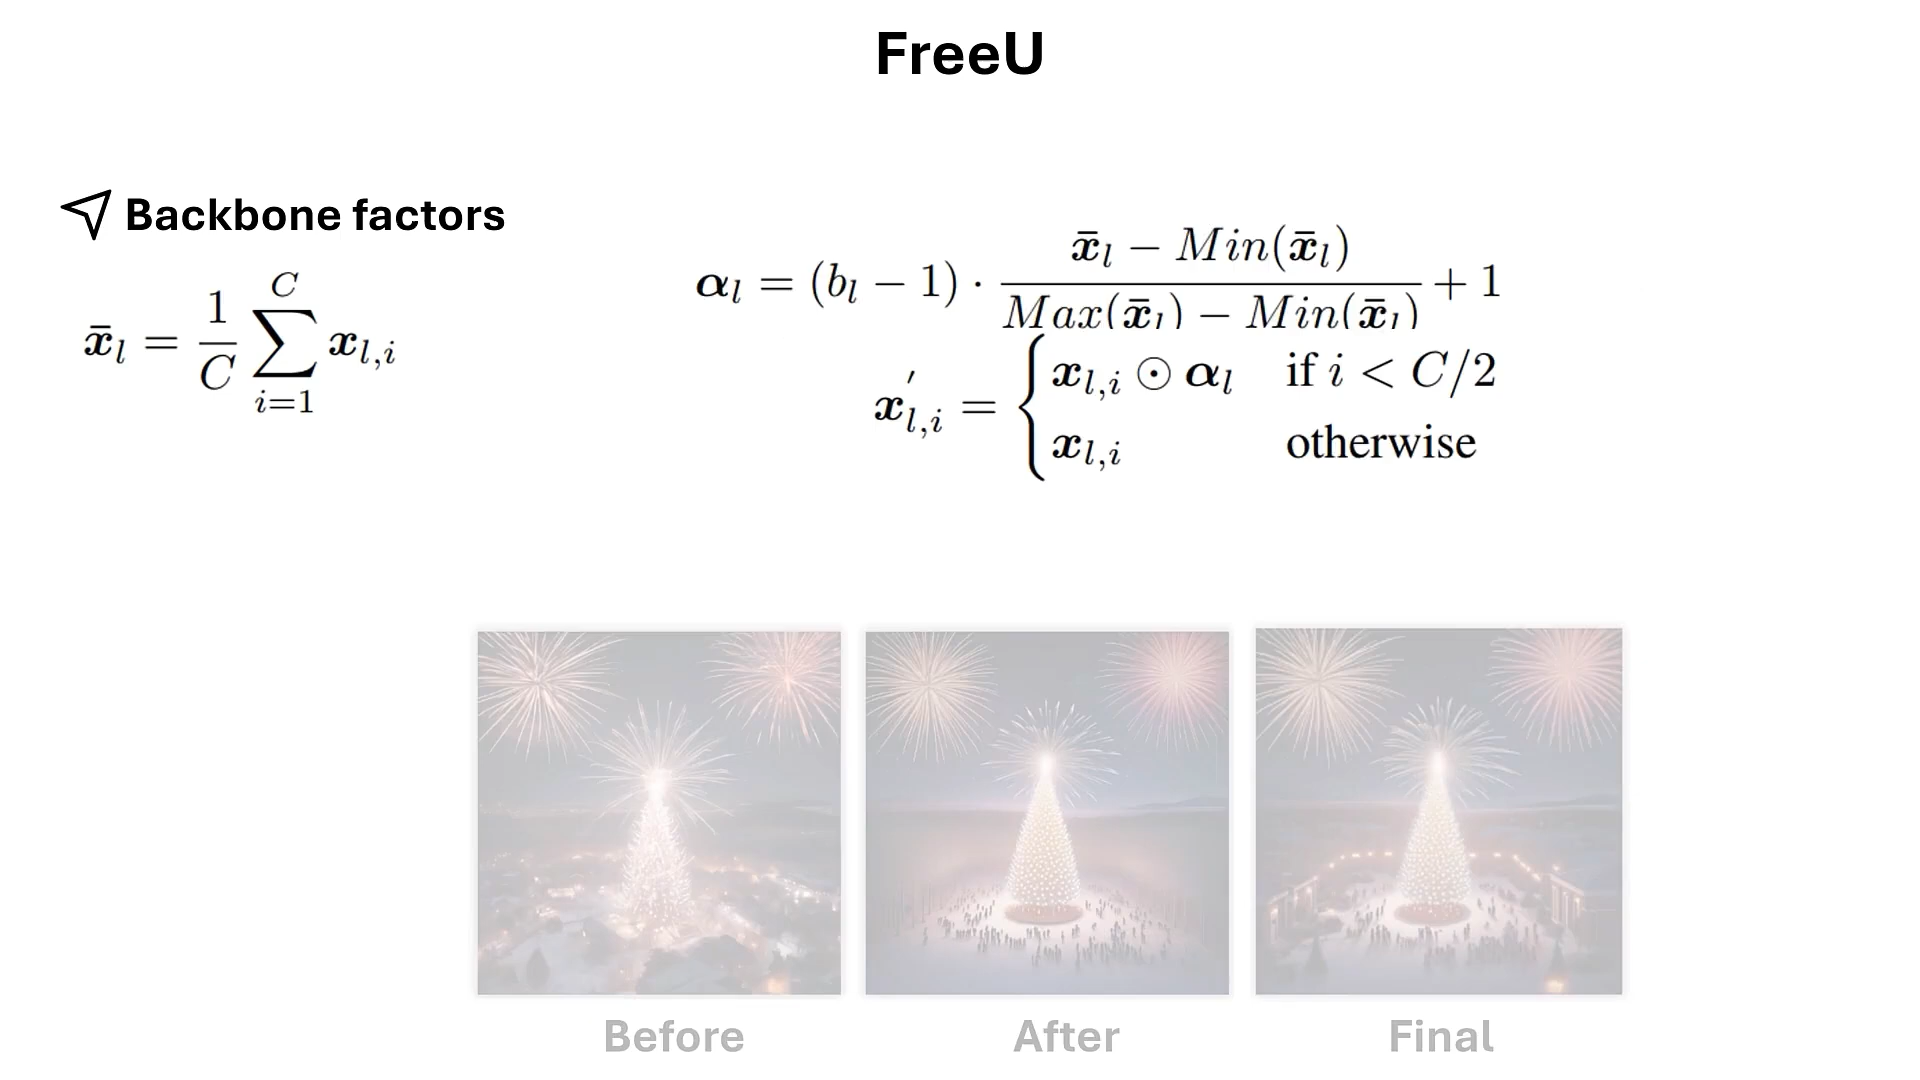 FreeU
Backbone factors
x̄_l = 1/C ∑_{i=1}^{C} x_{l,i}
α_l = (b_l − 1) · (x̄_l − Min(x̄_l)) / (Max(x̄_l) − Min(x̄_l)) + 1
x'_{l,i} = { x_{l,i} ⊙ α_l if i < C/2
x_{l,i} otherwise
Before After Final